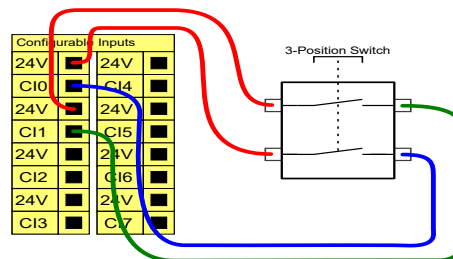 Configurable Inputs
3-Position Switch
24V 24V
CI0 CI4
24V 24V
CI1 CI5
24V 24V
CI2 CI6
24V 24V
CI3 CI7